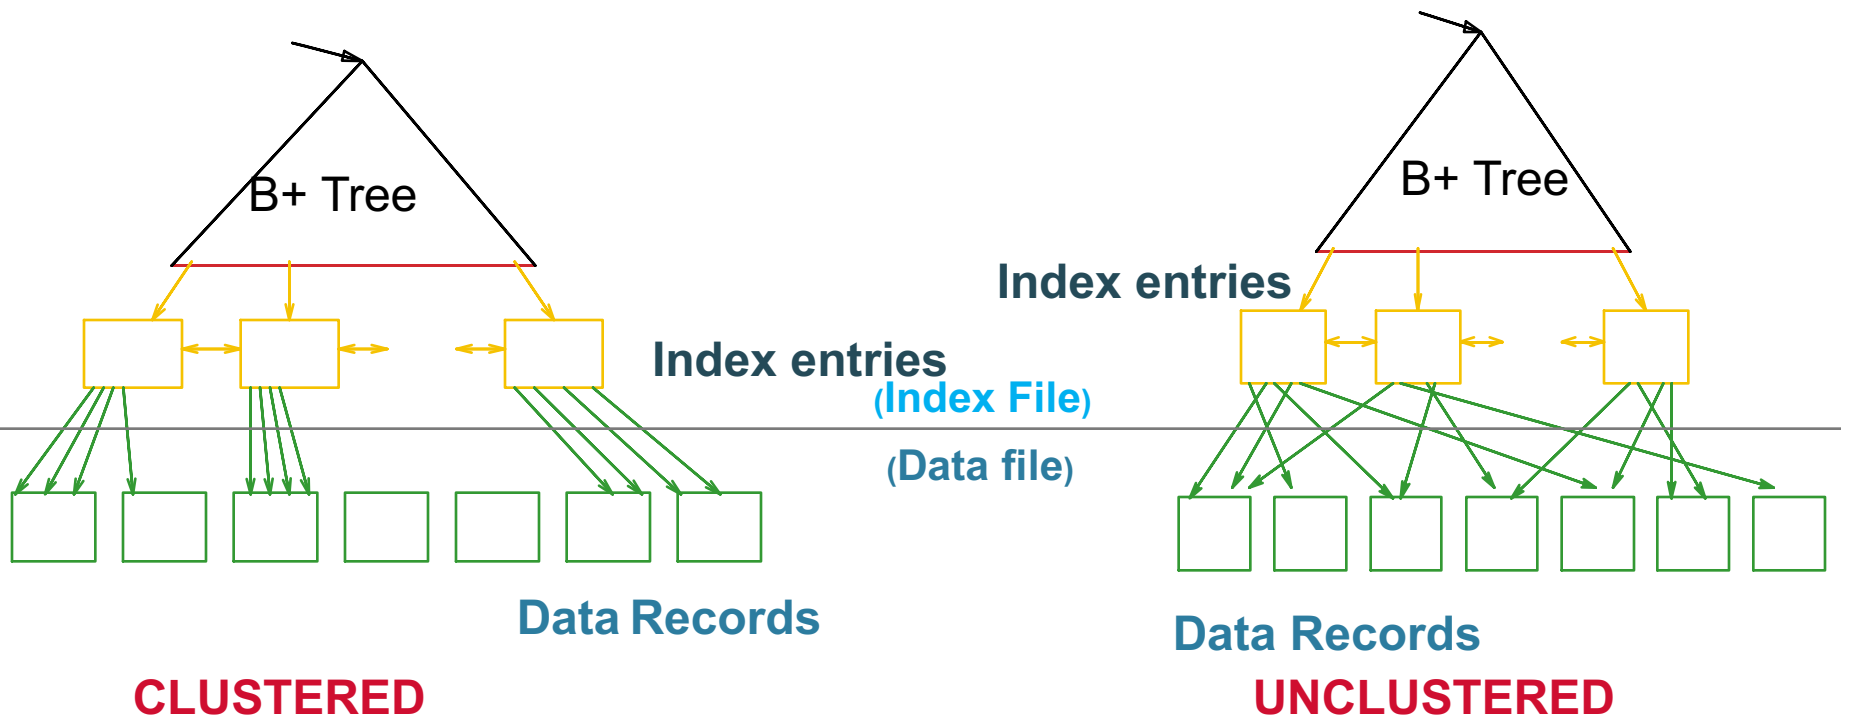 B+ Tree
B+ Tree
Index entries
Index entries
(Index File)
(Data file)
Data Records
Data Records
CLUSTERED
UNCLUSTERED